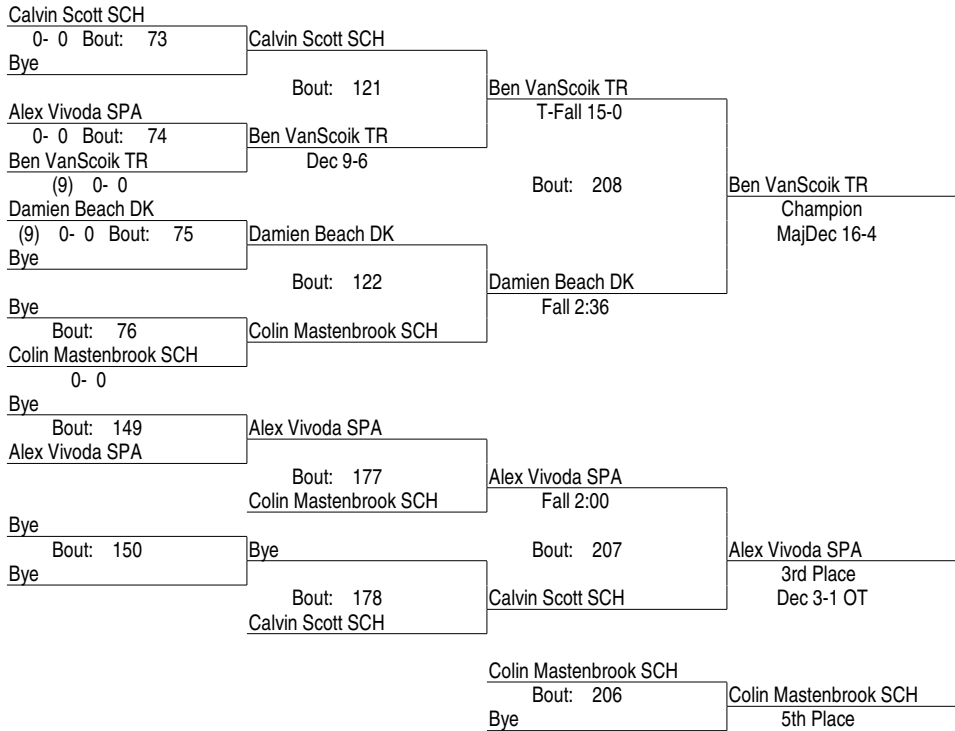 Calvin Scott SCH
0- 0 Bout: 73 Calvin Scott SCH
Bye
Bout: 121 Ben VanScoik TR
Alex Vivoda SPA T-Fall 15-0
0- 0 Bout: 74 Ben VanScoik TR
Ben VanScoik TR Dec 9-6
(9) 0- 0 Bout: 208 Ben VanScoik TR
Damien Beach DK Champion
(9) 0- 0 Bout: 75 Damien Beach DK MajDec 16-4
Bye
Bout: 122 Damien Beach DK
Bye Fall 2:36
Bout: 76 Colin Mastenbrook SCH
Colin Mastenbrook SCH
0- 0
Bye
Bout: 149 Alex Vivoda SPA
Alex Vivoda SPA
Bout: 177 Alex Vivoda SPA
Colin Mastenbrook SCH Fall 2:00
Bye
Bout: 150 Bye Bout: 207 Alex Vivoda SPA
Bye 3rd Place
Bout: 178 Calvin Scott SCH Dec 3-1 OT
Calvin Scott SCH
Colin Mastenbrook SCH
Bout: 206 Colin Mastenbrook SCH
Bye 5th Place